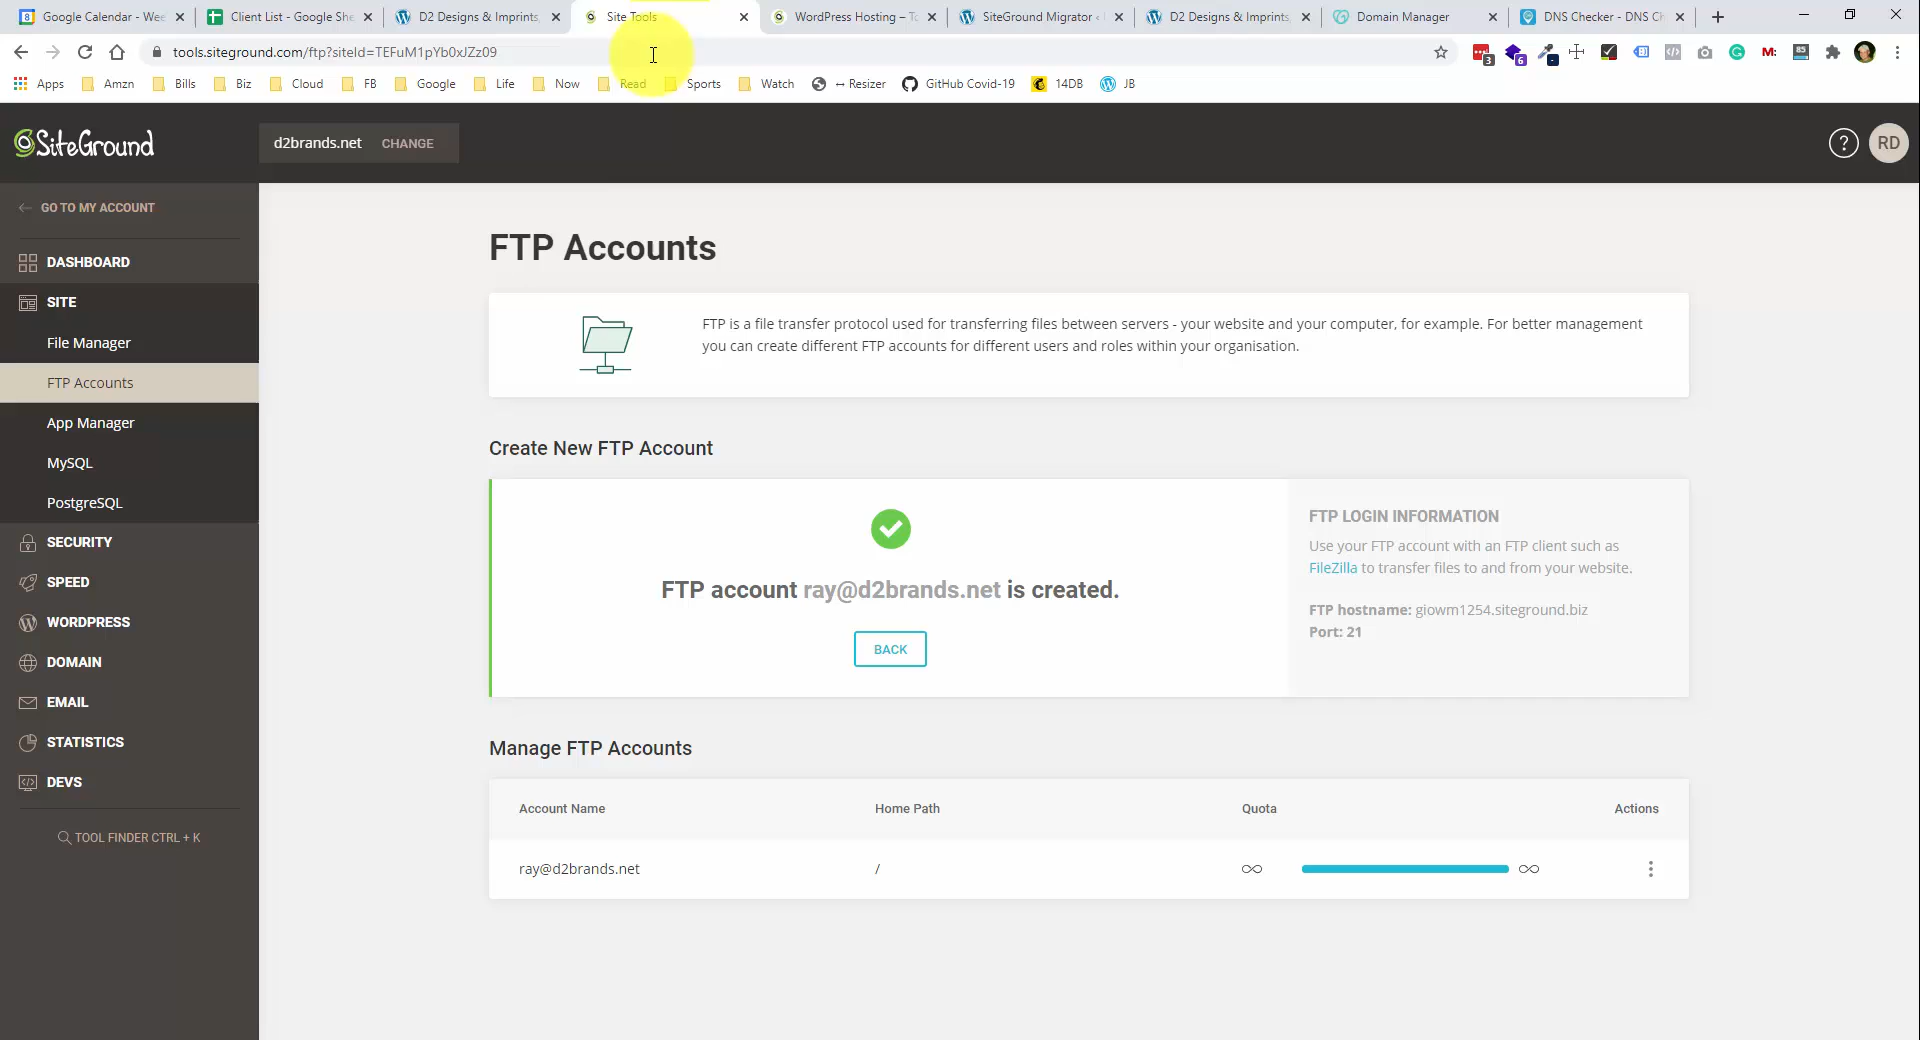 Google Calendar - Wee
Client List - Google She
D2 Designs & Imprints,
Site Tools
WordPress Hosting – To
SiteGround Migrator ‹
D2 Designs & Imprints,
Domain Manager
DNS Checker - DNS Ch
tools.siteground.com/ftp?siteId=TEFuM1pYb0xJZz09
3
6
M:
85
Apps
Amzn
Bills
Biz
Cloud
FB
Google
Life
Now
Read
Sports
Watch
↔ Resizer
GitHub Covid-19
14DB
JB
SiteGround
d2brands.net CHANGE
?
RD
GO TO MY ACCOUNT
DASHBOARD
SITE
File Manager
FTP Accounts
App Manager
MySQL
PostgreSQL
SECURITY
SPEED
WORDPRESS
DOMAIN
EMAIL
STATISTICS
DEVS
TOOL FINDER CTRL + K
FTP Accounts
FTP is a file transfer protocol used for transferring files between servers - your website and your computer, for example. For better management
you can create different FTP accounts for different users and roles within your organisation.
Create New FTP Account
FTP account ray@d2brands.net is created.
BACK
FTP LOGIN INFORMATION
Use your FTP account with an FTP client such as
FileZilla to transfer files to and from your website.
FTP hostname: giowm1254.siteground.biz
Port: 21
Manage FTP Accounts
Account Name Home Path Quota Actions
ray@d2brands.net / ∞ ∞